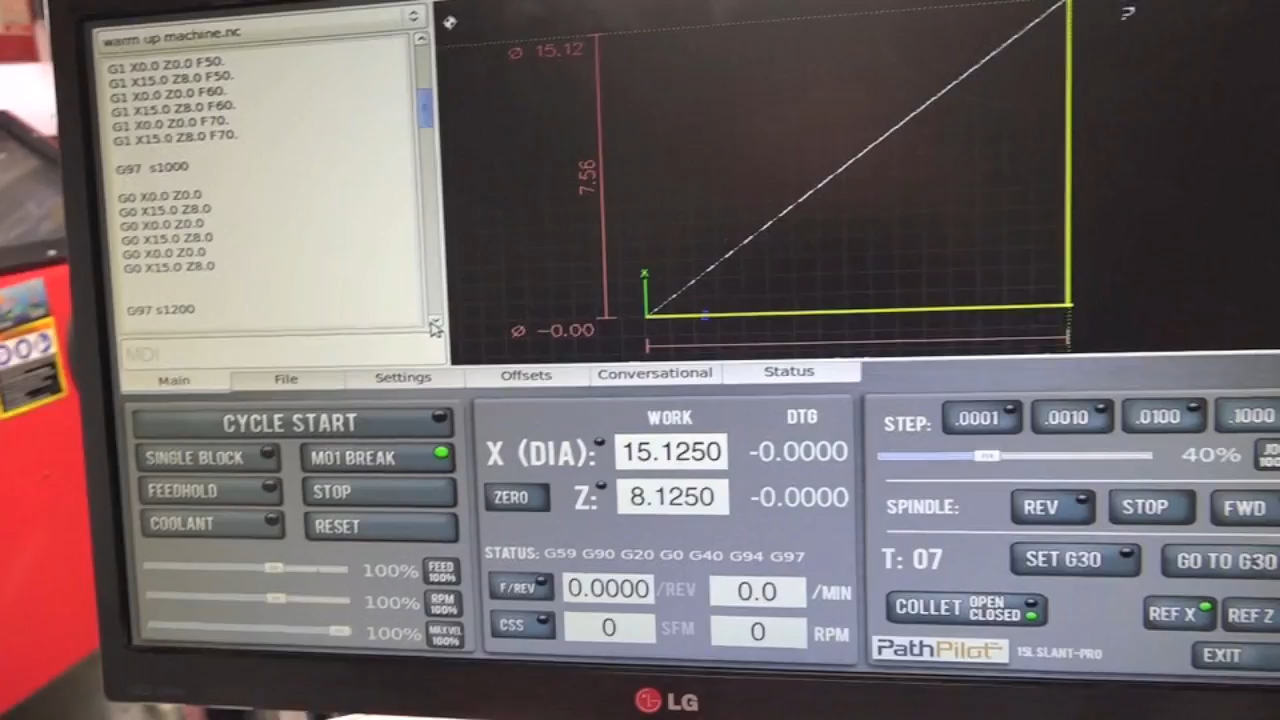 warm up machine.nc
G1 X0.0 Z0.0 F50.
G1 X15.0 Z8.0 F50.
G1 X0.0 Z0.0 F60.
G1 X15.0 Z8.0 F60.
G1 X0.0 Z0.0 F70.
G1 X15.0 Z8.0 F70.
G97 s1000
G0 X0.0 Z0.0
G0 X15.0 Z8.0
G0 X0.0 Z0.0
G0 X15.0 Z8.0
G0 X0.0 Z0.0
G0 X15.0 Z8.0
G97 s1200
MDI
Ø 15.12
7.56
X
Z
Ø -0.00
Main File Settings Offsets Conversational Status
CYCLE START
SINGLE BLOCK M01 BREAK
FEEDHOLD STOP
COOLANT RESET
100% FEED 100%
100% RPM 100%
100% MAXVEL 100%
WORK DTG
X (DIA): 15.1250 -0.0000
ZERO Z: 8.1250 -0.0000
STATUS: G59 G90 G20 G0 G40 G94 G97
F/REV 0.0000 /REV 0.0 /MIN
CSS 0 SFM 0 RPM
STEP: .0001 .0010 .0100 .1000
40%
SPINDLE: REV STOP FWD
T: 07 SET G30 GO TO G30
COLLET OPEN CLOSED REF X REF Z
PathPilot 15L SLANT-PRO EXIT
LG